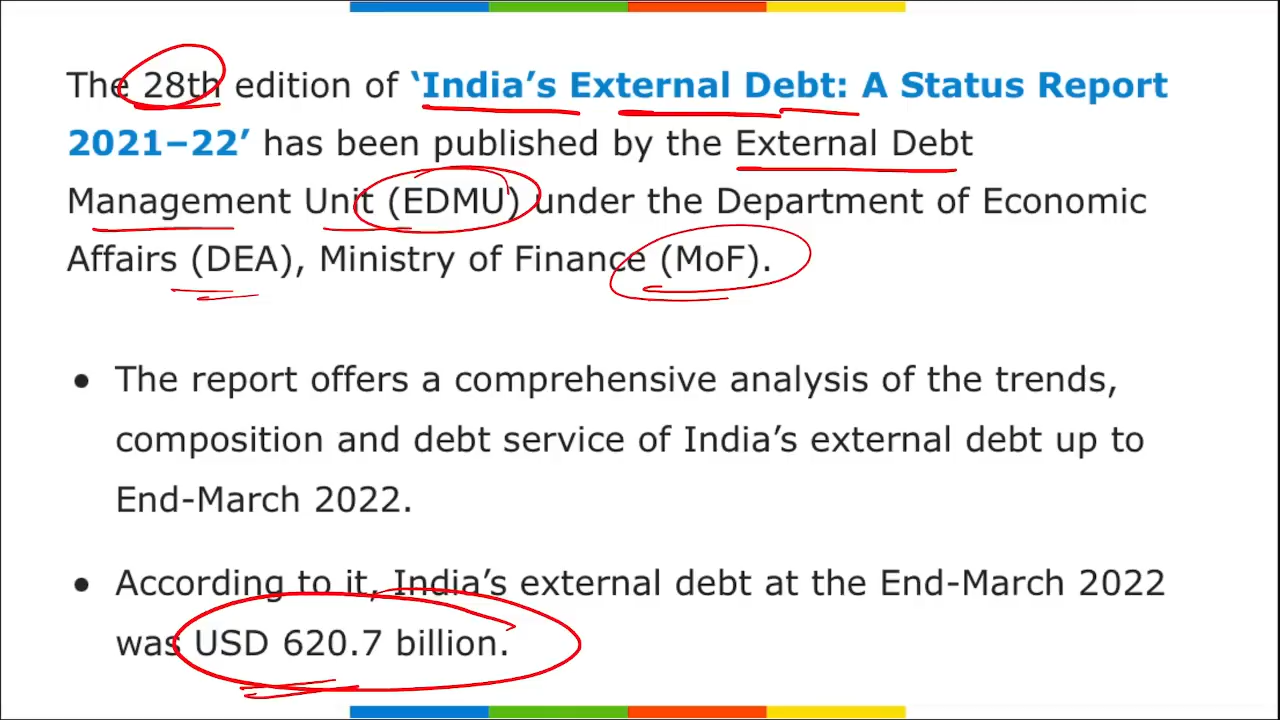 The 28th edition of ‘India’s External Debt: A Status Report
2021–22’ has been published by the External Debt
Management Unit (EDMU) under the Department of Economic
Affairs (DEA), Ministry of Finance (MoF).
● The report offers a comprehensive analysis of the trends,
composition and debt service of India’s external debt up to
End-March 2022.
● According to it, India’s external debt at the End-March 2022
was USD 620.7 billion.